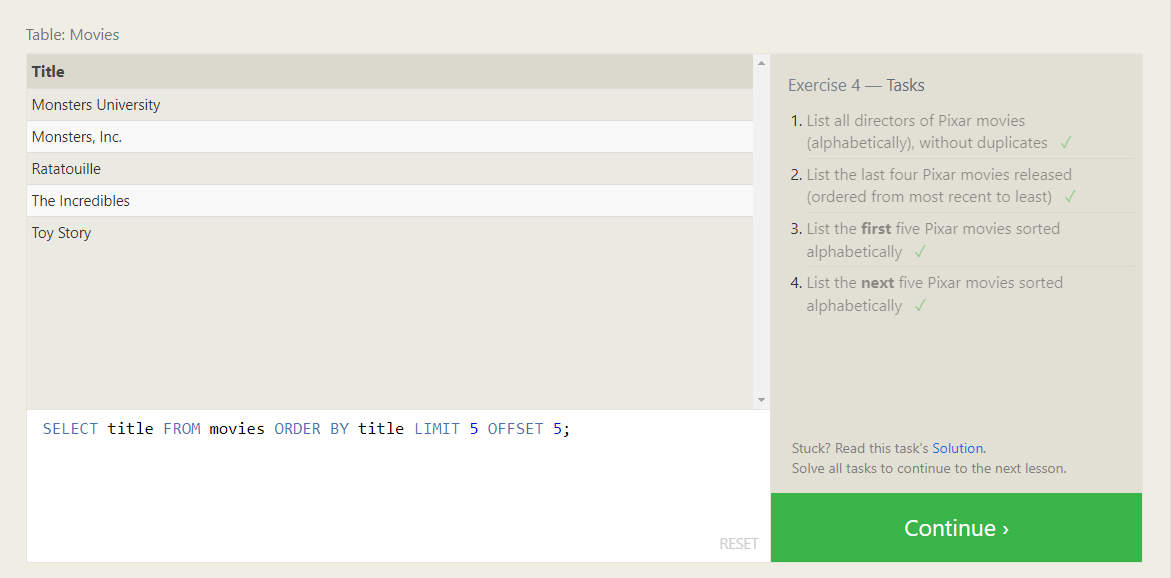 Table: Movies
Title
Monsters University
Monsters, Inc.
Ratatouille
The Incredibles
Toy Story
SELECT title FROM movies ORDER BY title LIMIT 5 OFFSET 5;
RESET
Exercise 4 — Tasks
1. List all directors of Pixar movies
(alphabetically), without duplicates ✓
2. List the last four Pixar movies released
(ordered from most recent to least) ✓
3. List the first five Pixar movies sorted
alphabetically ✓
4. List the next five Pixar movies sorted
alphabetically ✓
Stuck? Read this task's Solution.
Solve all tasks to continue to the next lesson.
Continue ›